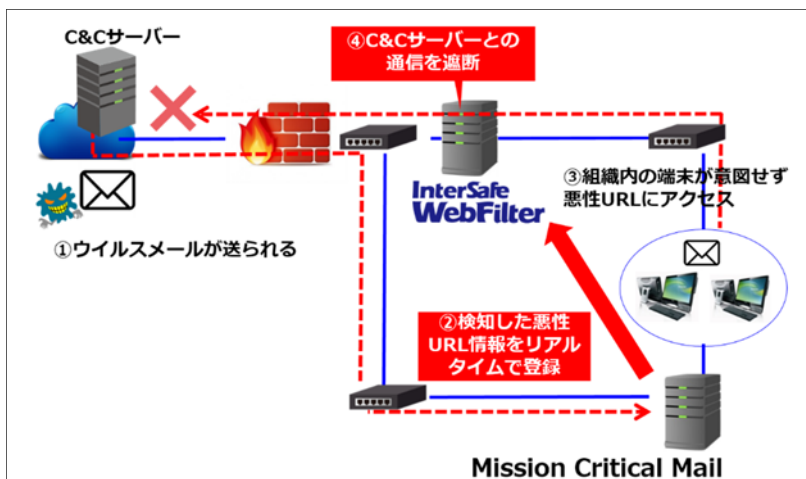 C&Cサーバー
④C&Cサーバーとの
通信を遮断
InterSafe
WebFilter
③組織内の端末が意図せず
悪性URLにアクセス
①ウイルスメールが送られる
②検知した悪性
URL情報をリアル
タイムで登録
Mission Critical Mail